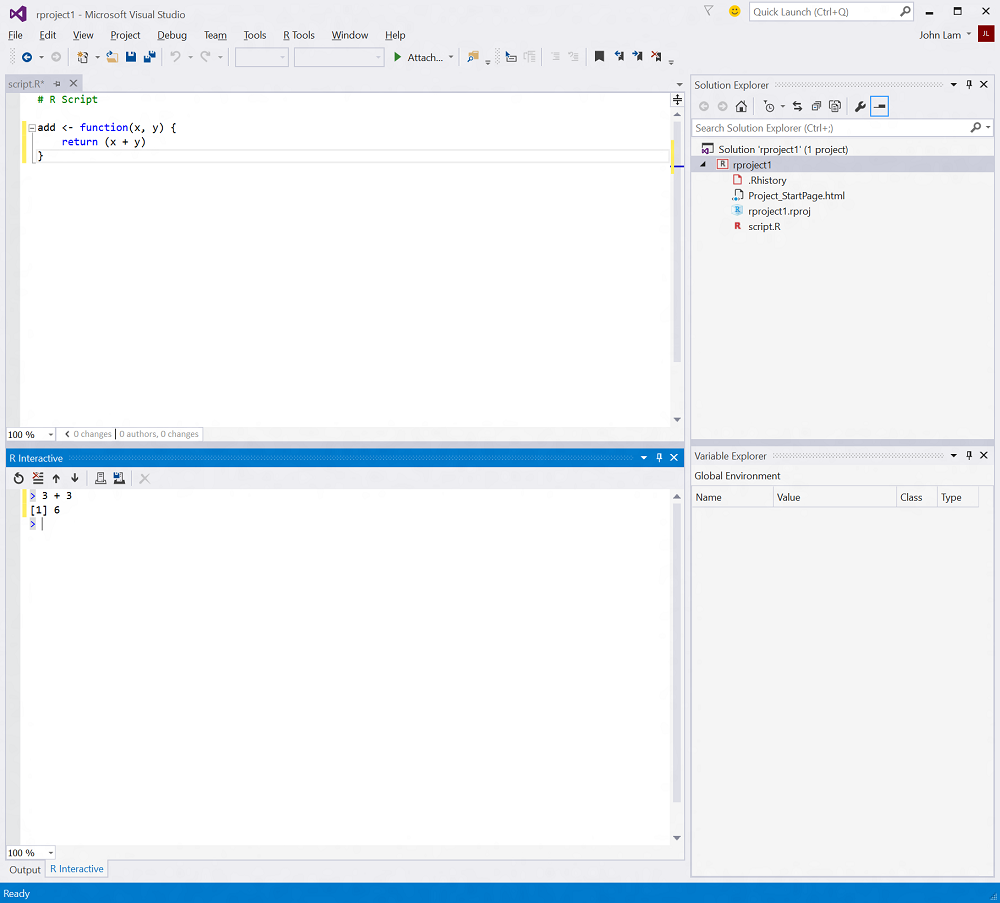 rproject1 - Microsoft Visual Studio
Quick Launch (Ctrl+Q)
File Edit View Project Debug Team Tools R Tools Window Help
John Lam JL
Attach...
script.R*
# R Script
add <- function(x, y) {
return (x + y)
}
100 % 0 changes | 0 authors, 0 changes
R Interactive
> 3 + 3
[1] 6
>
100 %
Output R Interactive
Solution Explorer
Search Solution Explorer (Ctrl+;)
Solution 'rproject1' (1 project)
R rproject1
.Rhistory
Project_StartPage.html
R rproject1.rproj
R script.R
Variable Explorer
Global Environment
Name Value Class Type
Ready